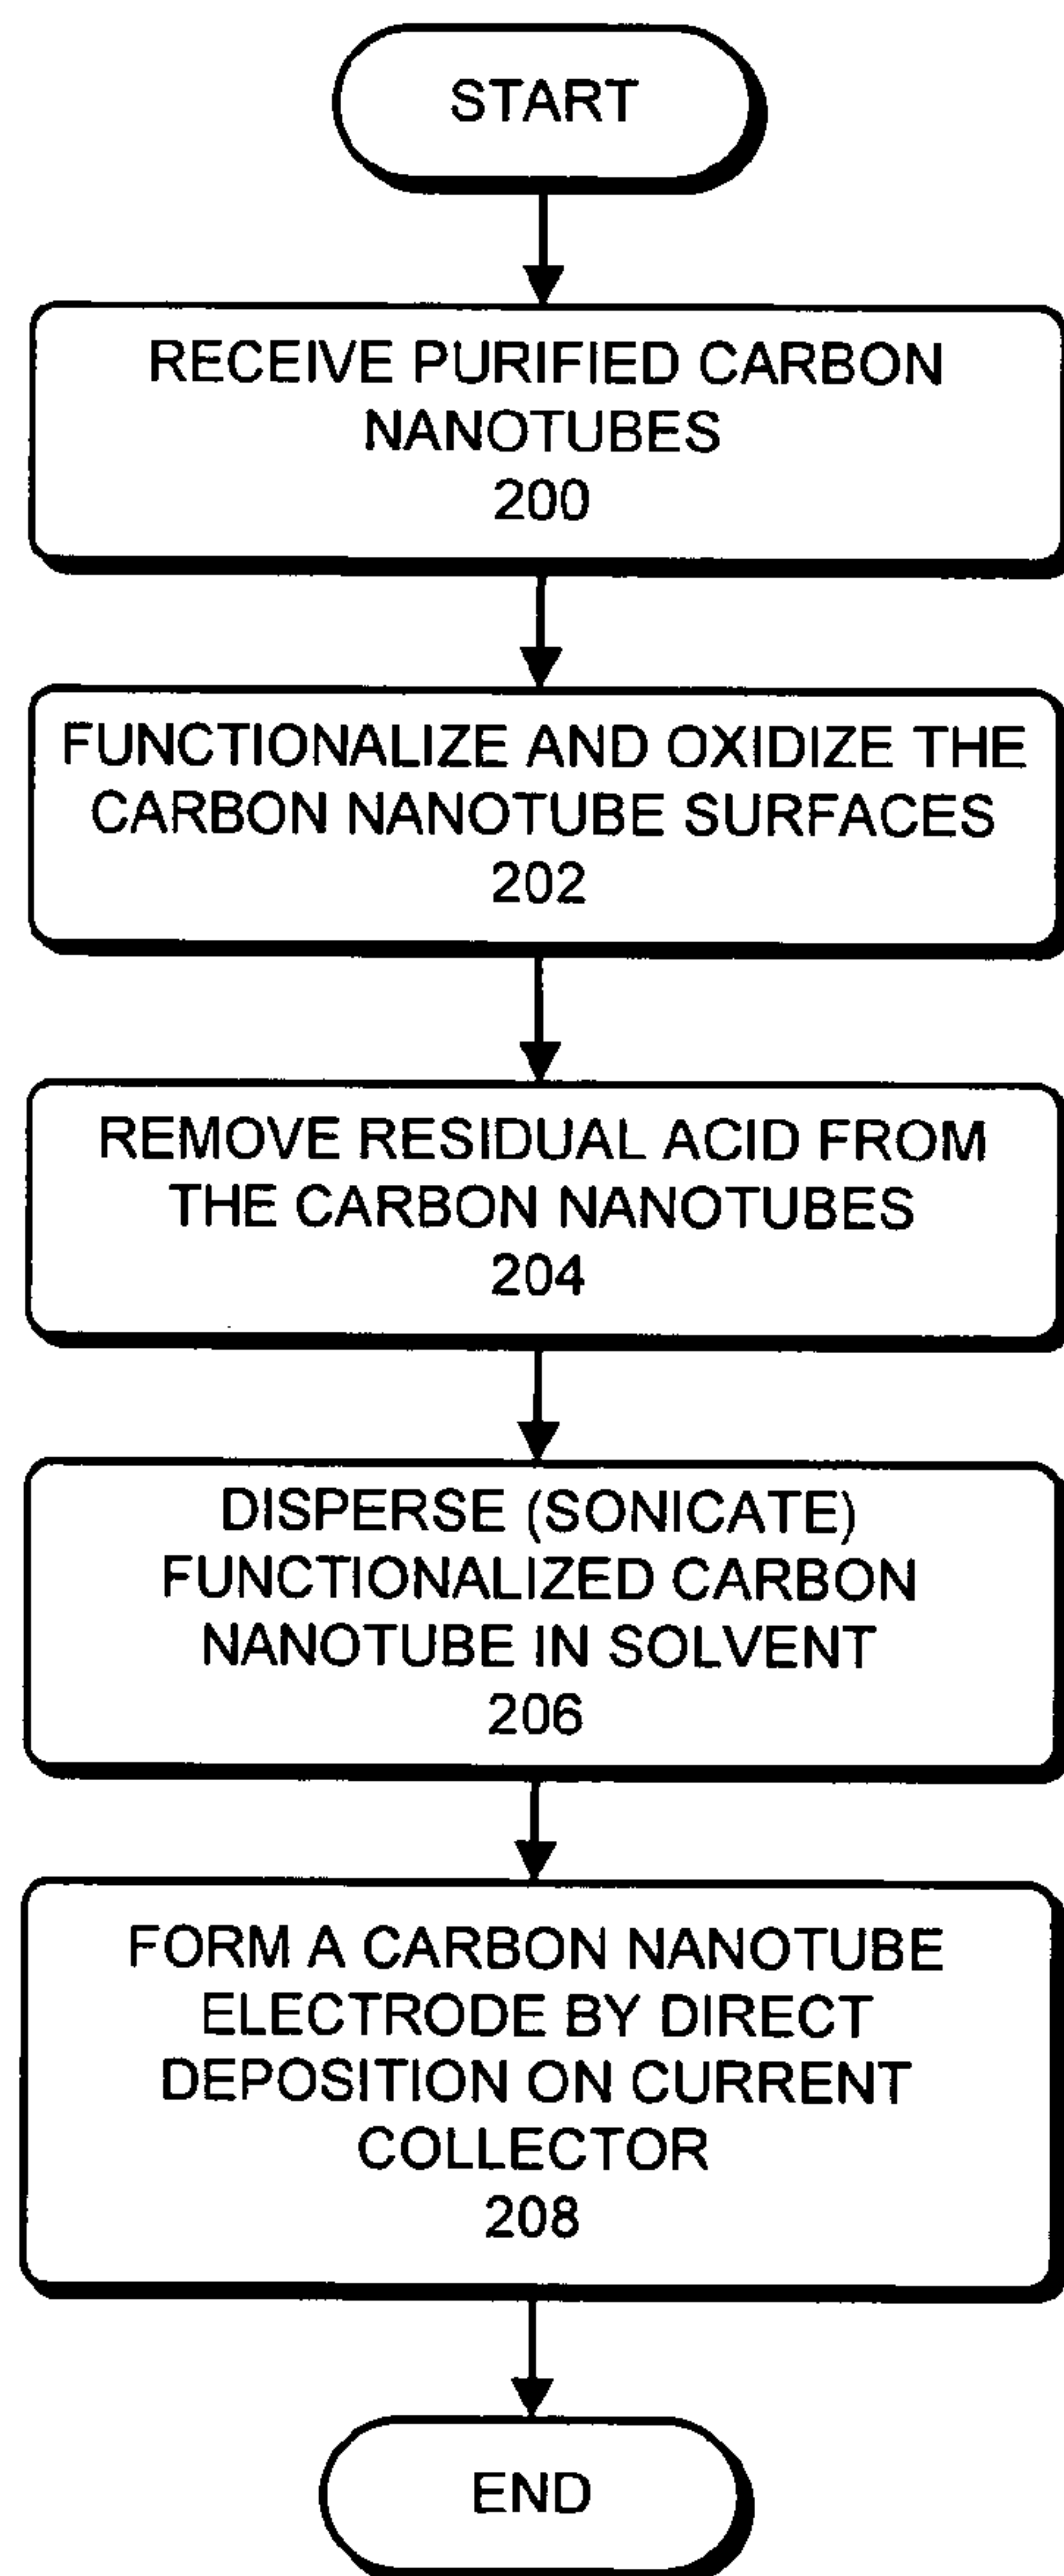 START
RECEIVE PURIFIED CARBON
NANOTUBES
200
FUNCTIONALIZE AND OXIDIZE THE
CARBON NANOTUBE SURFACES
202
REMOVE RESIDUAL ACID FROM
THE CARBON NANOTUBES
204
DISPERSE (SONICATE)
FUNCTIONALIZED CARBON
NANOTUBE IN SOLVENT
206
FORM A CARBON NANOTUBE
ELECTRODE BY DIRECT
DEPOSITION ON CURRENT
COLLECTOR
208
END